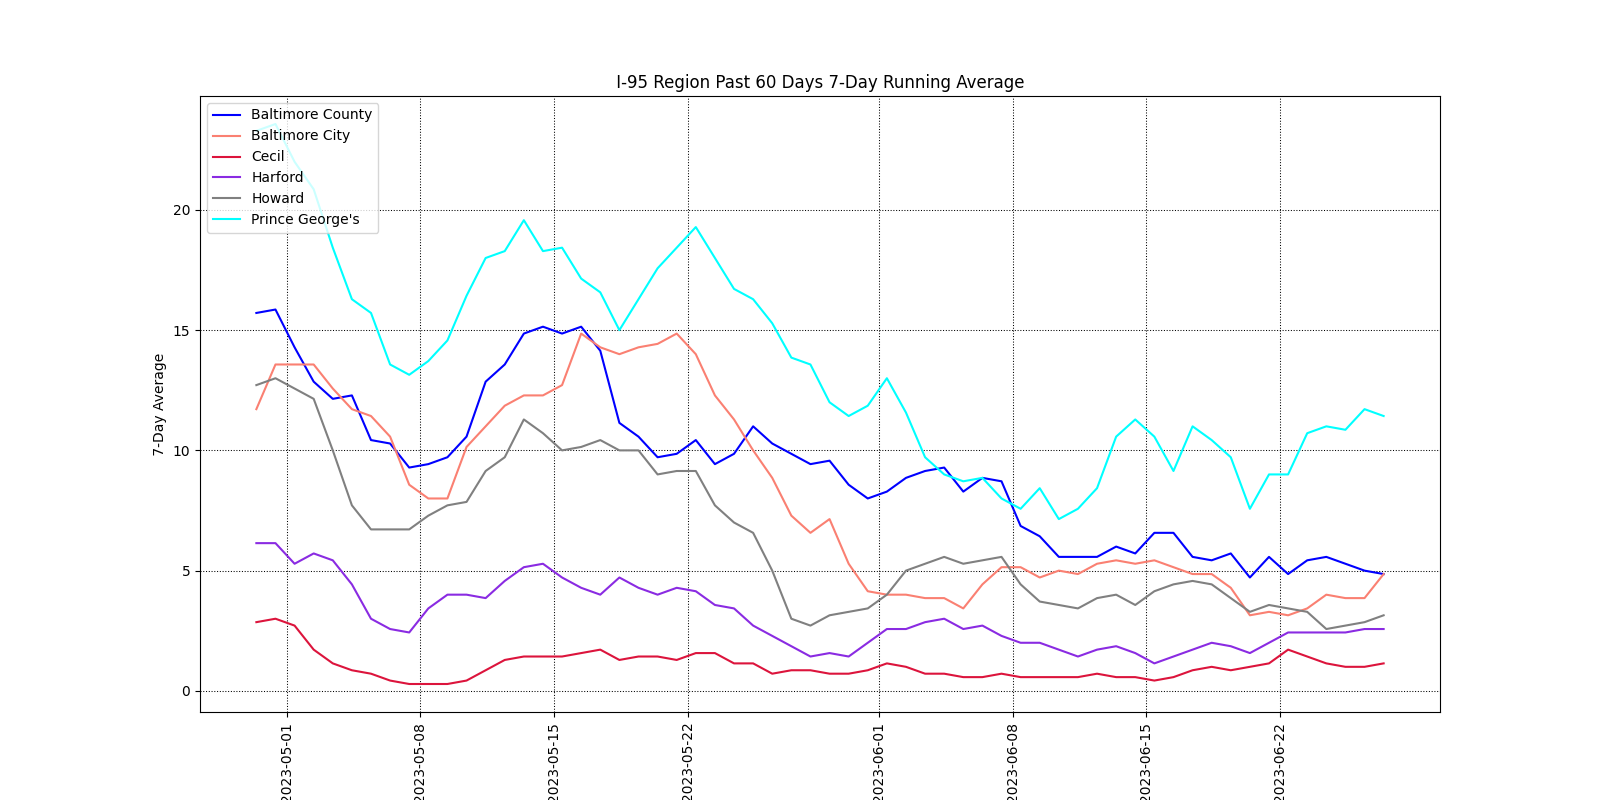 I-95 Region Past 60 Days 7-Day Running Average
Baltimore County
Baltimore City
Cecil
Harford
Howard
Prince George's
7-Day Average
20
15
10
5
0
2023-05-01
2023-05-08
2023-05-15
2023-05-22
2023-06-01
2023-06-08
2023-06-15
2023-06-22